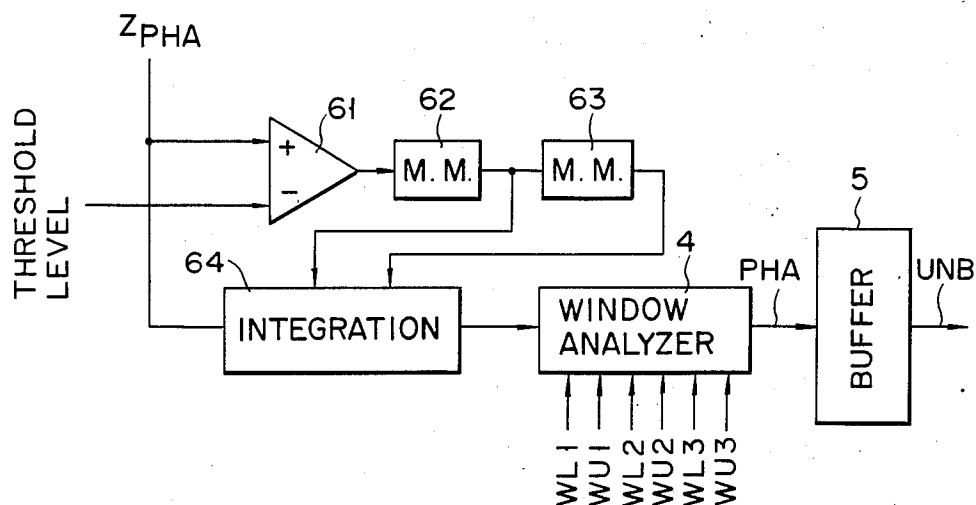 ZPHA
THRESHOLD
LEVEL
61
+
−
62
M. M.
63
M. M.
64
INTEGRATION
4
WINDOW
ANALYZER
PHA
5
BUFFER
UNB
WL1
WU1
WL2
WU2
WL3
WU3